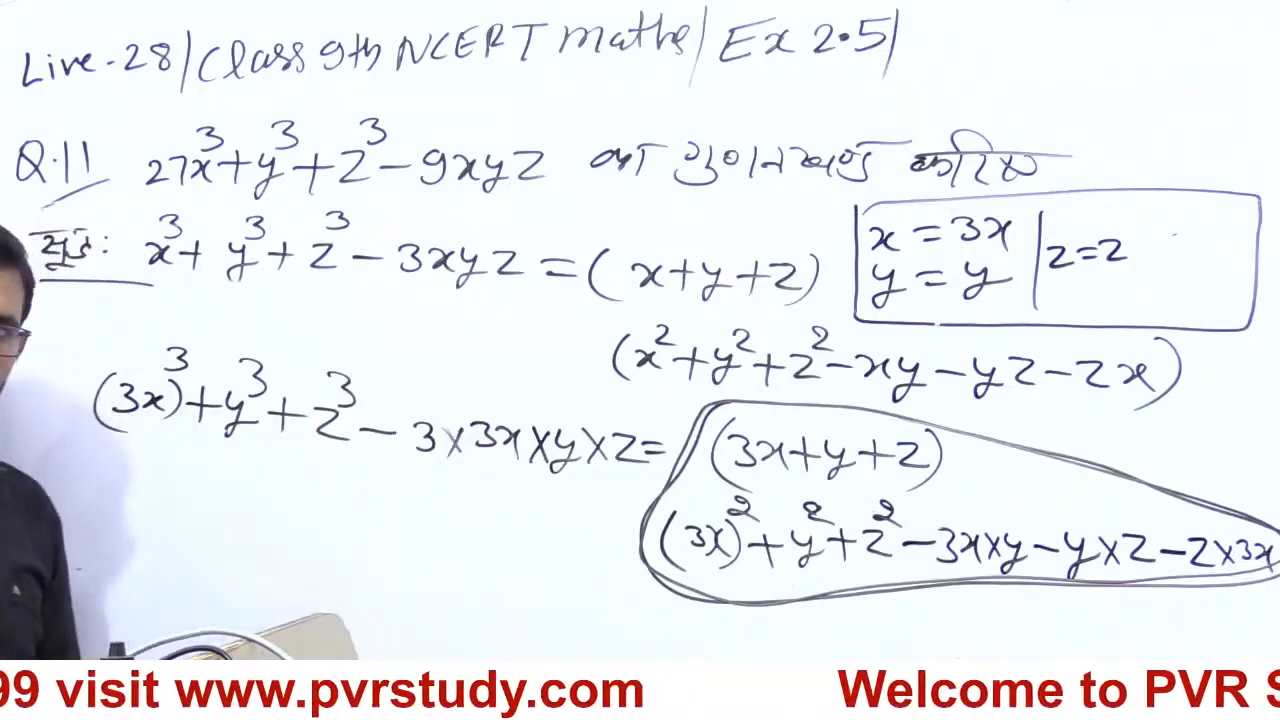 Live-28/Class 9th NCERT maths/Ex 2.5/
Q.11 27x³+y³+z³-9xyz का गुणनखण्ड करिए
सूत्र: x³+y³+z³-3xyz=(x+y+z)
(x²+y²+z²-xy-yz-zx)
x=3x
y=y
z=z
(3x)³+y³+z³-3×3x×y×z=(3x+y+z)
(3x)²+y²+z²-3x×y-y×z-z×3x
99 visit www.pvrstudy.com Welcome to PVR S